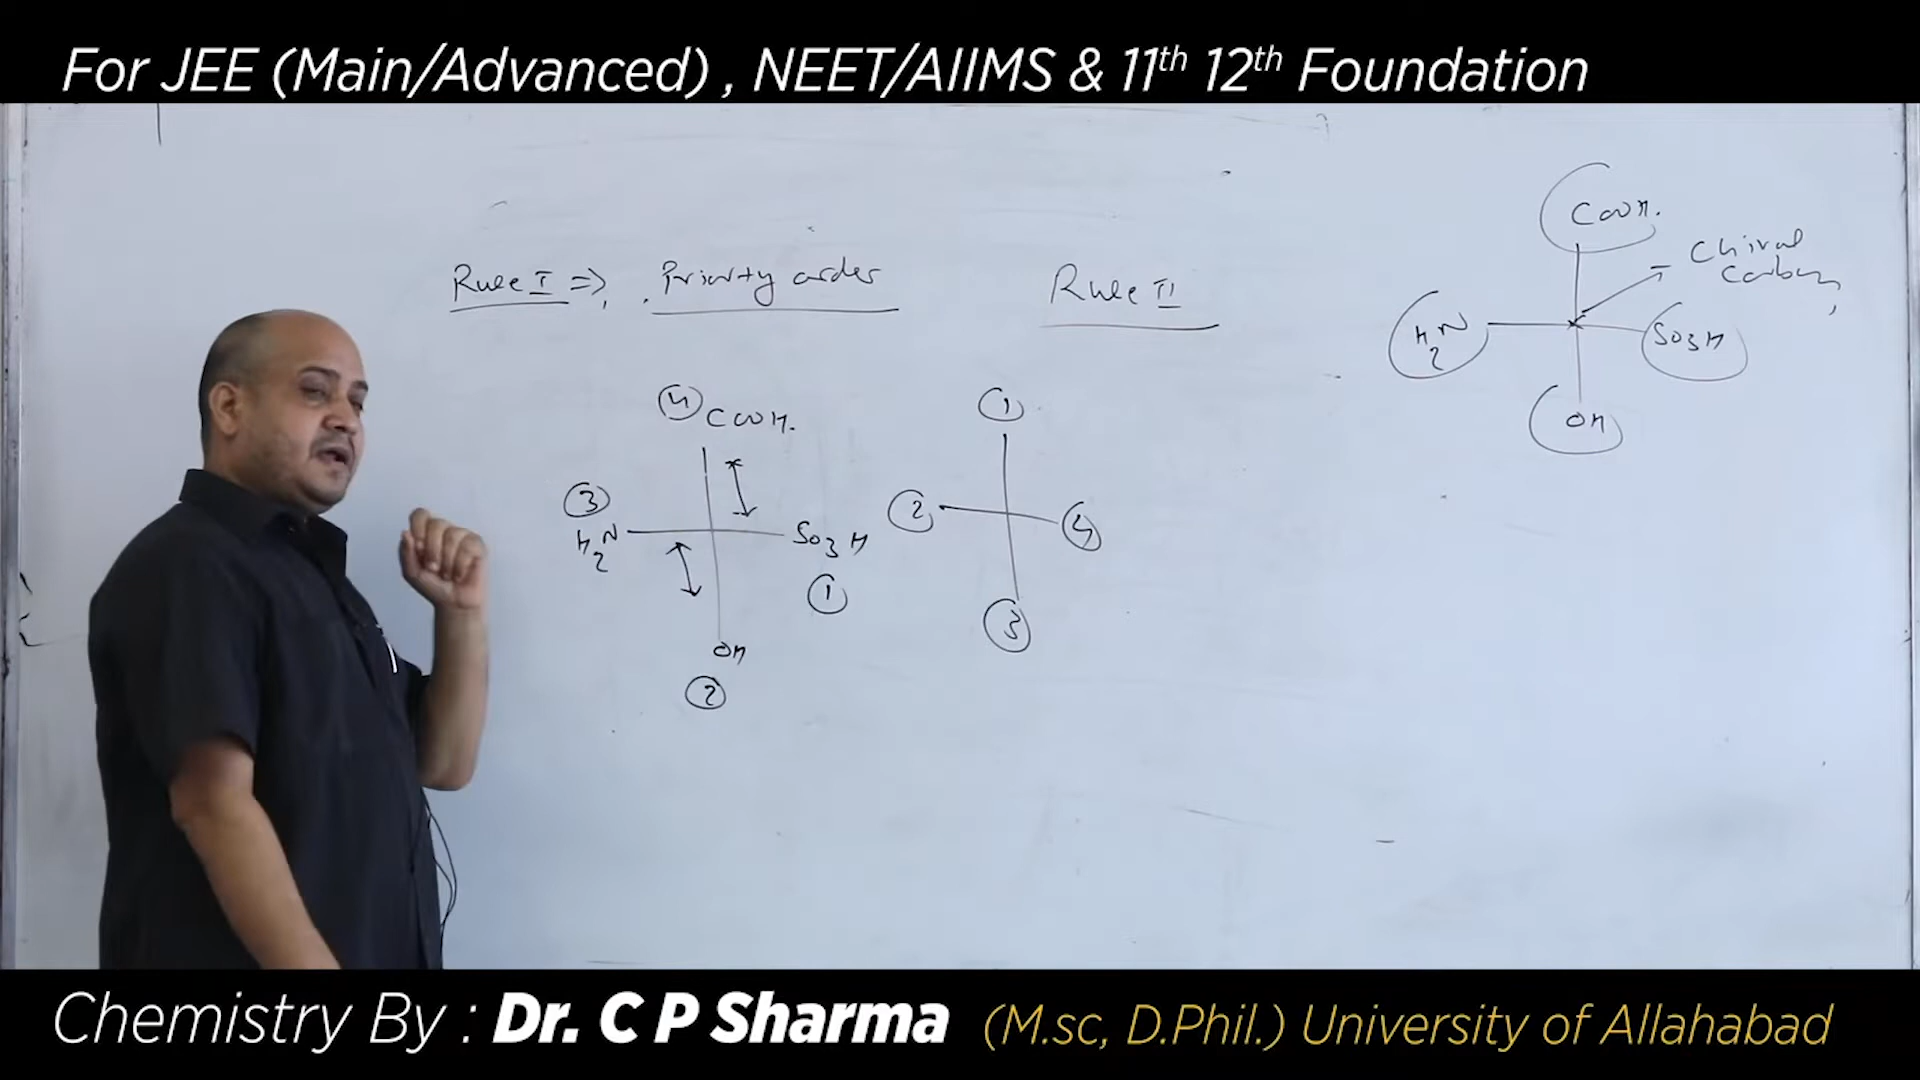 For JEE (Main/Advanced) , NEET/AIIMS & 11th 12th Foundation
Rule I ⇒, Priority order
Rule II
4 COOH.
3
H2N SO3H
1
OH
2
1
2 4
3
COOH.
Chiral
Carbon,
H2N SO3H
OH
Chemistry By : Dr. C P Sharma (M.sc, D.Phil.) University of Allahabad